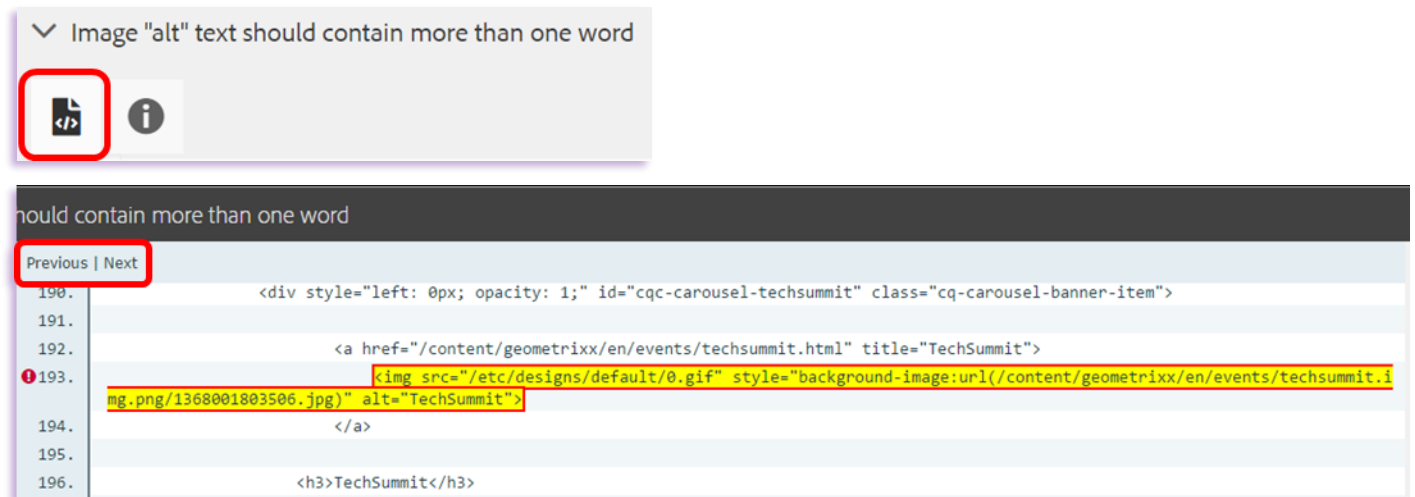 Image "alt" text should contain more than one word
</>
i
hould contain more than one word
Previous | Next
190. <div style="left: 0px; opacity: 1;" id="cqc-carousel-techsummit" class="cq-carousel-banner-item">
191.
192. <a href="/content/geometrixx/en/events/techsummit.html" title="TechSummit">
193. <img src="/etc/designs/default/0.gif" style="background-image:url(/content/geometrixx/en/events/techsummit.i
mg.png/1368001803506.jpg)" alt="TechSummit">
194. </a>
195.
196. <h3>TechSummit</h3>